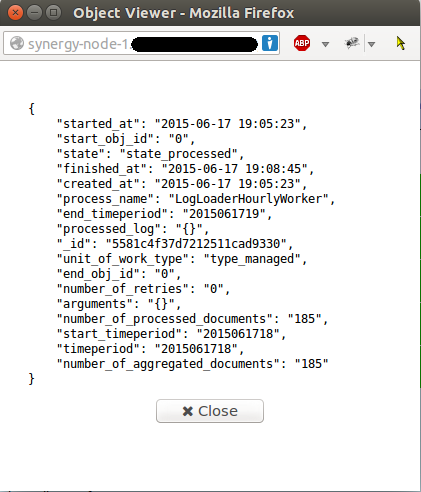 Object Viewer - Mozilla Firefox
synergy-node-1
ABP
{
"started_at": "2015-06-17 19:05:23",
"start_obj_id": "0",
"state": "state_processed",
"finished_at": "2015-06-17 19:08:45",
"created_at": "2015-06-17 19:05:23",
"process_name": "LogLoaderHourlyWorker",
"end_timeperiod": "2015061719",
"processed_log": "{}",
"_id": "5581c4f37d7212511cad9330",
"unit_of_work_type": "type_managed",
"end_obj_id": "0",
"number_of_retries": "0",
"arguments": "{}",
"number_of_processed_documents": "185",
"start_timeperiod": "2015061718",
"timeperiod": "2015061718",
"number_of_aggregated_documents": "185"
}
✖ Close